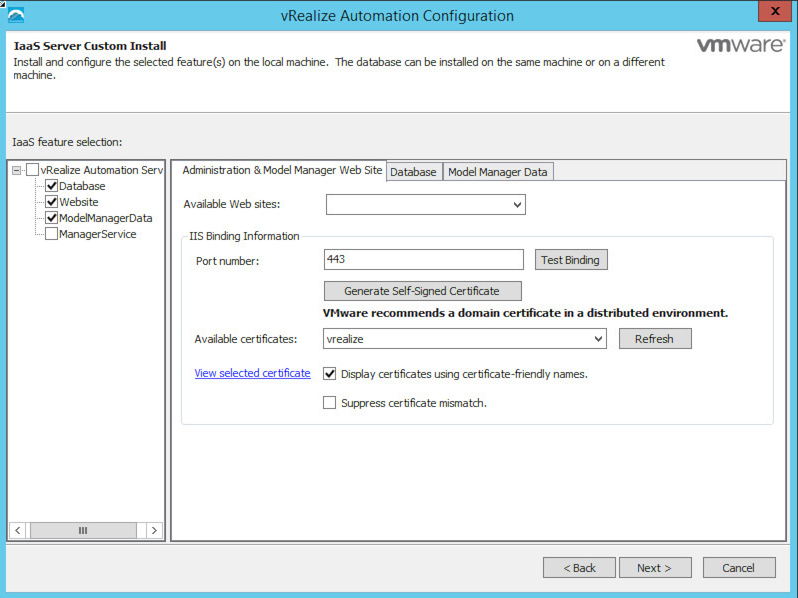 vRealize Automation Configuration
x
IaaS Server Custom Install
Install and configure the selected feature(s) on the local machine.  The database can be installed on the same machine or on a different
machine.
vmware®
IaaS feature selection:
vRealize Automation Serv
Database
Website
ModelManagerData
ManagerService
Administration & Model Manager Web Site
Database
Model Manager Data
Available Web sites:
IIS Binding Information
Port number:
443
Test Binding
Generate Self-Signed Certificate
VMware recommends a domain certificate in a distributed environment.
Available certificates:
vrealize
Refresh
View selected certificate
Display certificates using certificate-friendly names.
Suppress certificate mismatch.
< Back
Next >
Cancel